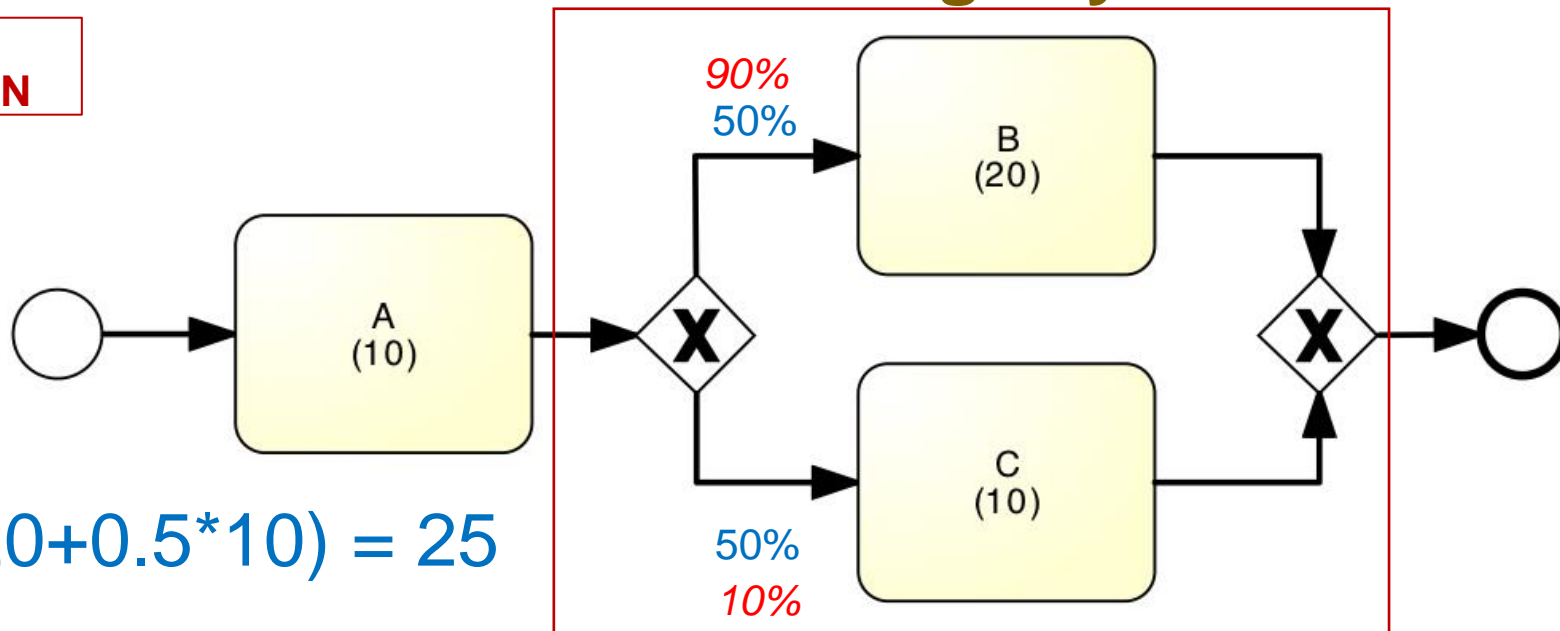 N
90%
50%
B
(20)
A
(10)
X
X
C
(10)
0+0.5*10) = 25
50%
10%